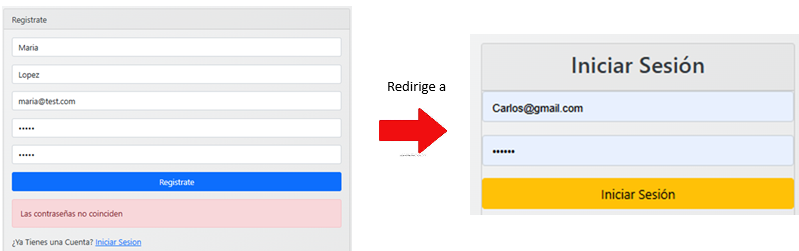 Registrate
Maria
Lopez
maria@test.com
•••••
•••••
Registrate
Las contraseñas no coinciden
¿Ya Tienes una Cuenta? Iniciar Sesion
Redirige a
Iniciar Sesión
Carlos@gmail.com
••••••
Iniciar Sesión